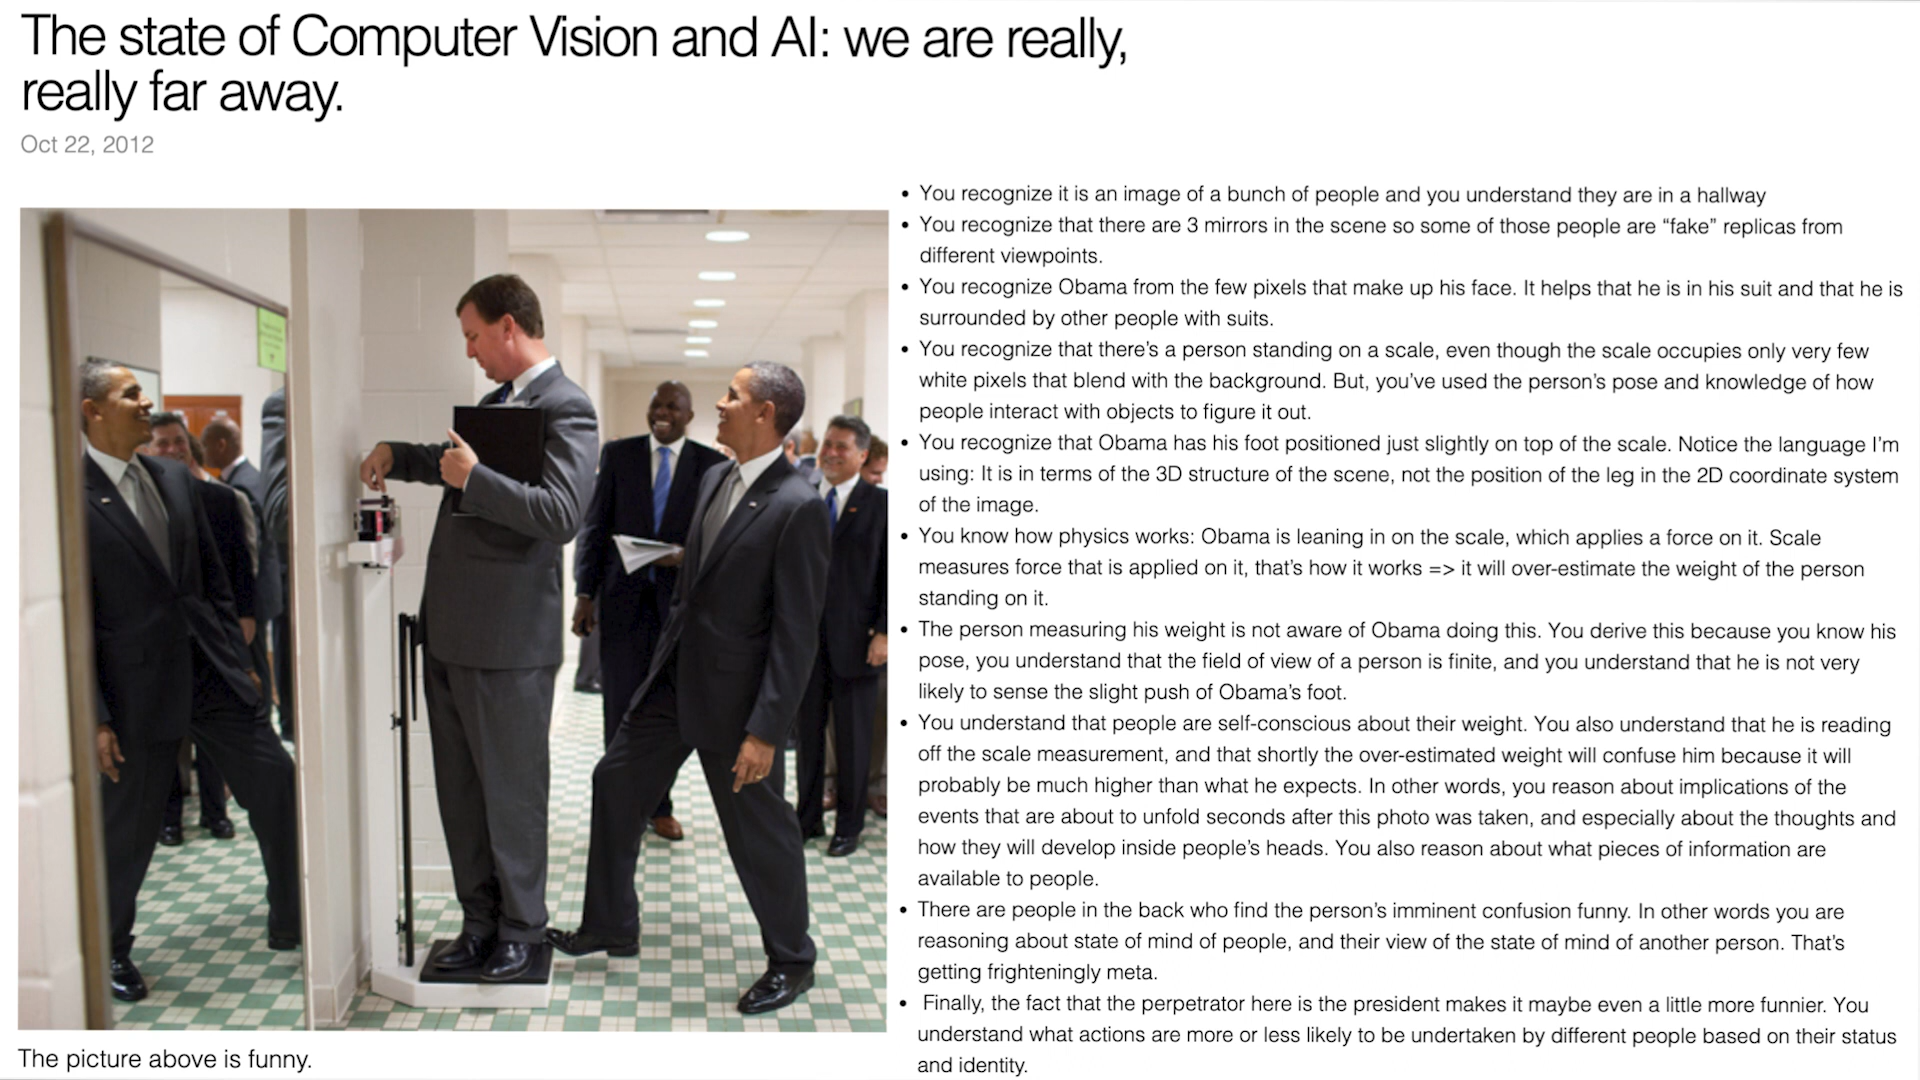 The state of Computer Vision and AI: we are really,
really far away.
Oct 22, 2012
• You recognize it is an image of a bunch of people and you understand they are in a hallway
• You recognize that there are 3 mirrors in the scene so some of those people are “fake” replicas from
different viewpoints.
• You recognize Obama from the few pixels that make up his face. It helps that he is in his suit and that he is
surrounded by other people with suits.
• You recognize that there’s a person standing on a scale, even though the scale occupies only very few
white pixels that blend with the background. But, you’ve used the person’s pose and knowledge of how
people interact with objects to figure it out.
• You recognize that Obama has his foot positioned just slightly on top of the scale. Notice the language I’m
using: It is in terms of the 3D structure of the scene, not the position of the leg in the 2D coordinate system
of the image.
• You know how physics works: Obama is leaning in on the scale, which applies a force on it. Scale
measures force that is applied on it, that’s how it works => it will over-estimate the weight of the person
standing on it.
• The person measuring his weight is not aware of Obama doing this. You derive this because you know his
pose, you understand that the field of view of a person is finite, and you understand that he is not very
likely to sense the slight push of Obama’s foot.
• You understand that people are self-conscious about their weight. You also understand that he is reading
off the scale measurement, and that shortly the over-estimated weight will confuse him because it will
probably be much higher than what he expects. In other words, you reason about implications of the
events that are about to unfold seconds after this photo was taken, and especially about the thoughts and
how they will develop inside people’s heads. You also reason about what pieces of information are
available to people.
• There are people in the back who find the person’s imminent confusion funny. In other words you are
reasoning about state of mind of people, and their view of the state of mind of another person. That’s
getting frighteningly meta.
• Finally, the fact that the perpetrator here is the president makes it maybe even a little more funnier. You
understand what actions are more or less likely to be undertaken by different people based on their status
and identity.
The picture above is funny.